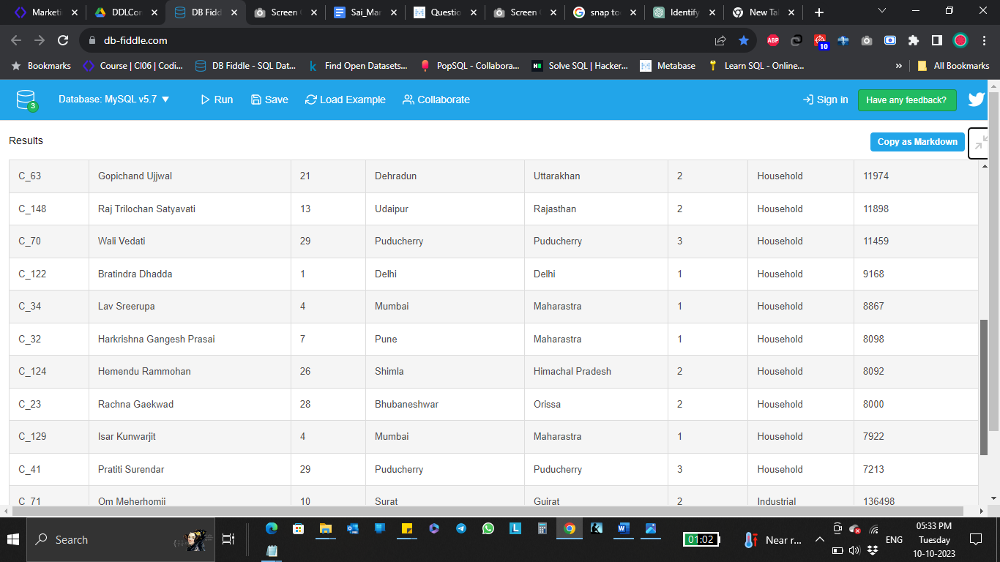 Marketi
DDLCor
DB Fiddl
Screen
Sai_Mar
Questio
Screen
snap to
Identify
New Tal
db-fiddle.com
ABP
10
Bookmarks
Course | CI06 | Codi...
DB Fiddle - SQL Dat...
Find Open Datasets...
PopSQL - Collabora...
Solve SQL | Hacker...
Metabase
Learn SQL - Online...
»
All Bookmarks
3
Database: MySQL v5.7
Run
Save
Load Example
Collaborate
Sign in
Have any feedback?
Results
Copy as Markdown
C_63 Gopichand Ujjwal 21 Dehradun Uttarakhan 2 Household 11974
C_148 Raj Trilochan Satyavati 13 Udaipur Rajasthan 2 Household 11898
C_70 Wali Vedati 29 Puducherry Puducherry 3 Household 11459
C_122 Bratindra Dhadda 1 Delhi Delhi 1 Household 9168
C_34 Lav Sreerupa 4 Mumbai Maharastra 1 Household 8867
C_32 Harkrishna Gangesh Prasai 7 Pune Maharastra 1 Household 8098
C_124 Hemendu Rammohan 26 Shimla Himachal Pradesh 2 Household 8092
C_23 Rachna Gaekwad 28 Bhubaneshwar Orissa 2 Household 8000
C_129 Isar Kunwarjit 4 Mumbai Maharastra 1 Household 7922
C_41 Pratiti Surendar 29 Puducherry Puducherry 3 Household 7213
C_71 Om Meherhomji 10 Surat Gujrat 2 Industrial 136498
Search
01:02
Near r...
ENG
05:33 PM
Tuesday
10-10-2023